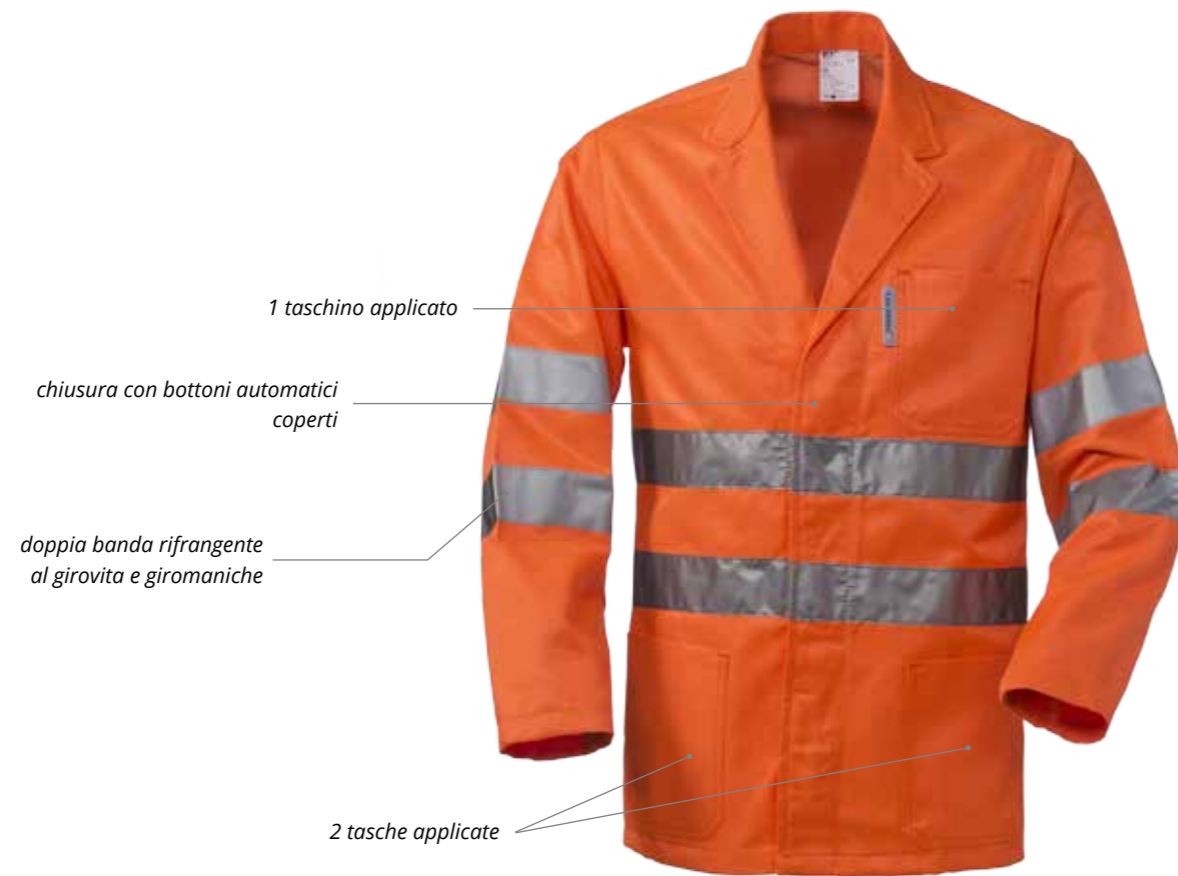 1 taschino applicato
chiusura con bottoni automatici
coperti
doppia banda rifrangente
al girovita e giromaniche
2 tasche applicate